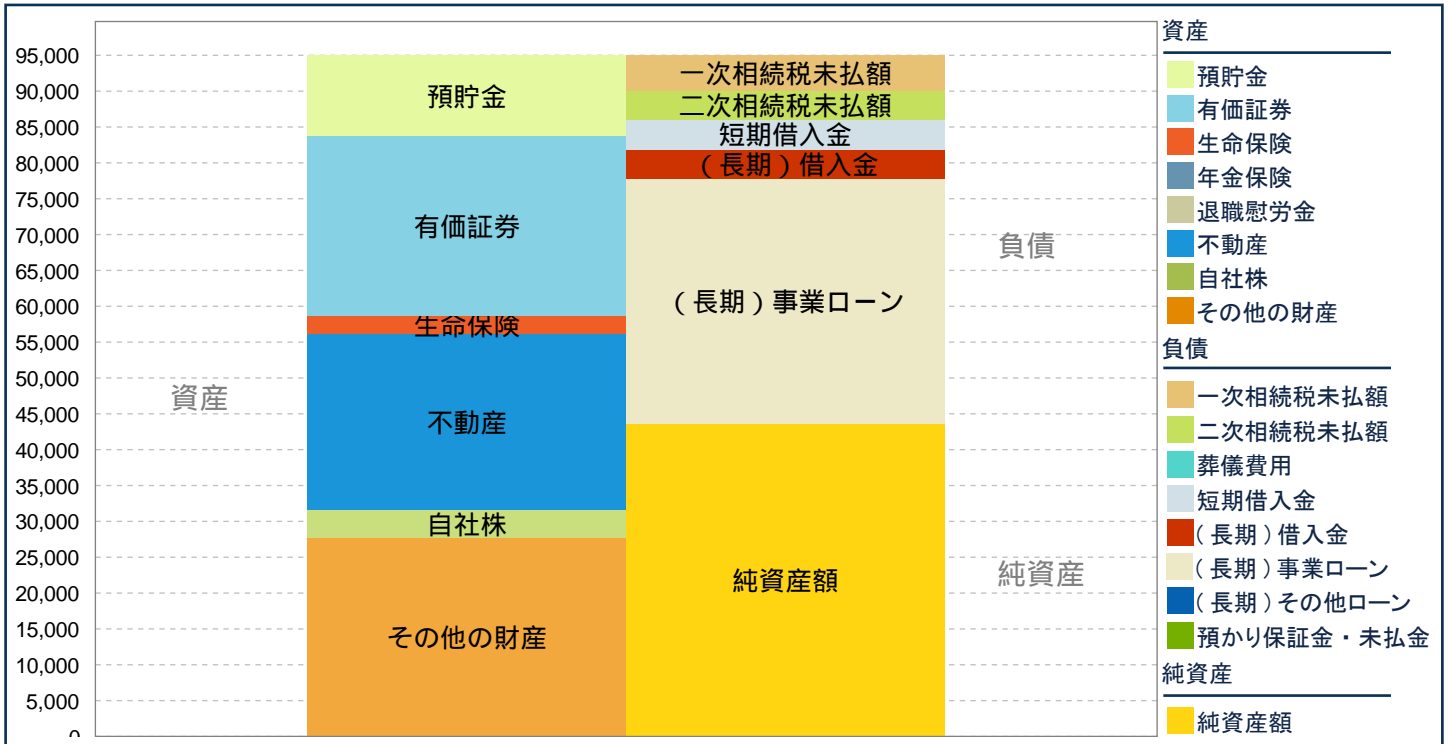 95,000
90,000
85,000
80,000
75,000
70,000
65,000
60,000
55,000
50,000
45,000
40,000
35,000
30,000
25,000
20,000
15,000
10,000
5,000
0
資産
預貯金
有価証券
生命保険
不動産
自社株
その他の財産
一次相続税未払額
二次相続税未払額
短期借入金
(長期)借入金
(長期)事業ローン
純資産額
負債
純資産
資産
預貯金
有価証券
生命保険
年金保険
退職慰労金
不動産
自社株
その他の財産
負債
一次相続税未払額
二次相続税未払額
葬儀費用
短期借入金
(長期)借入金
(長期)事業ローン
(長期)その他ローン
預かり保証金・未払金
純資産
純資産額